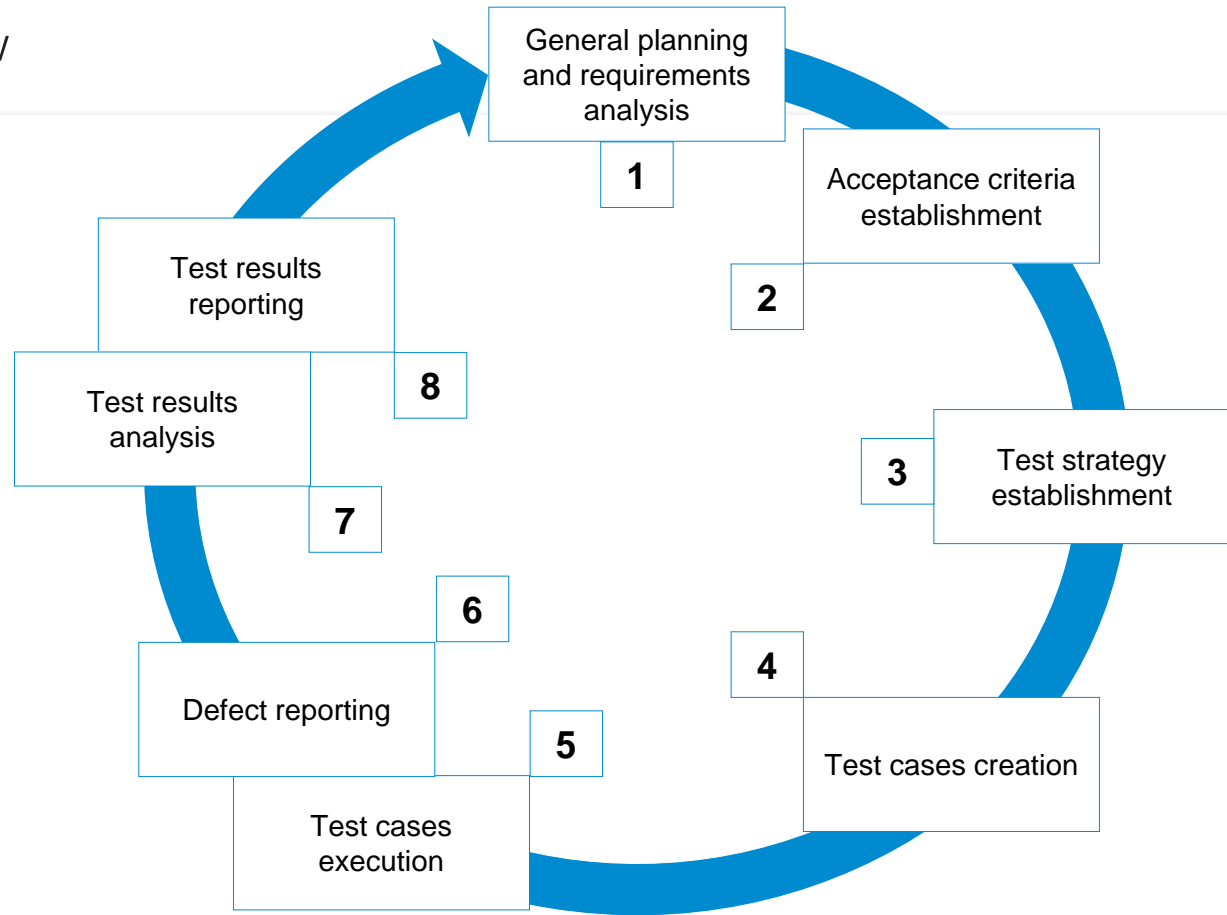 /
General planning
and requirements
analysis
1
Acceptance criteria
establishment
2
Test strategy
establishment
3
Test cases creation
4
Test cases
execution
5
Defect reporting
6
Test results
analysis
7
Test results
reporting
8